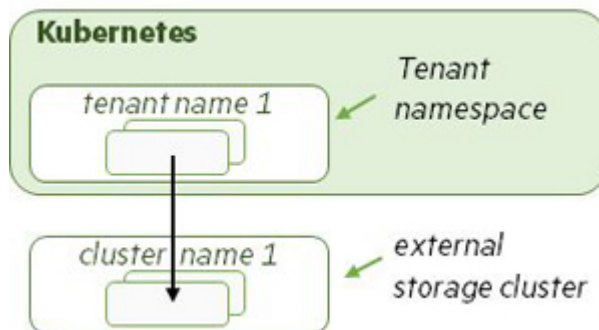 Kubernetes
tenant name 1
Tenant
namespace
cluster name 1
external
storage cluster